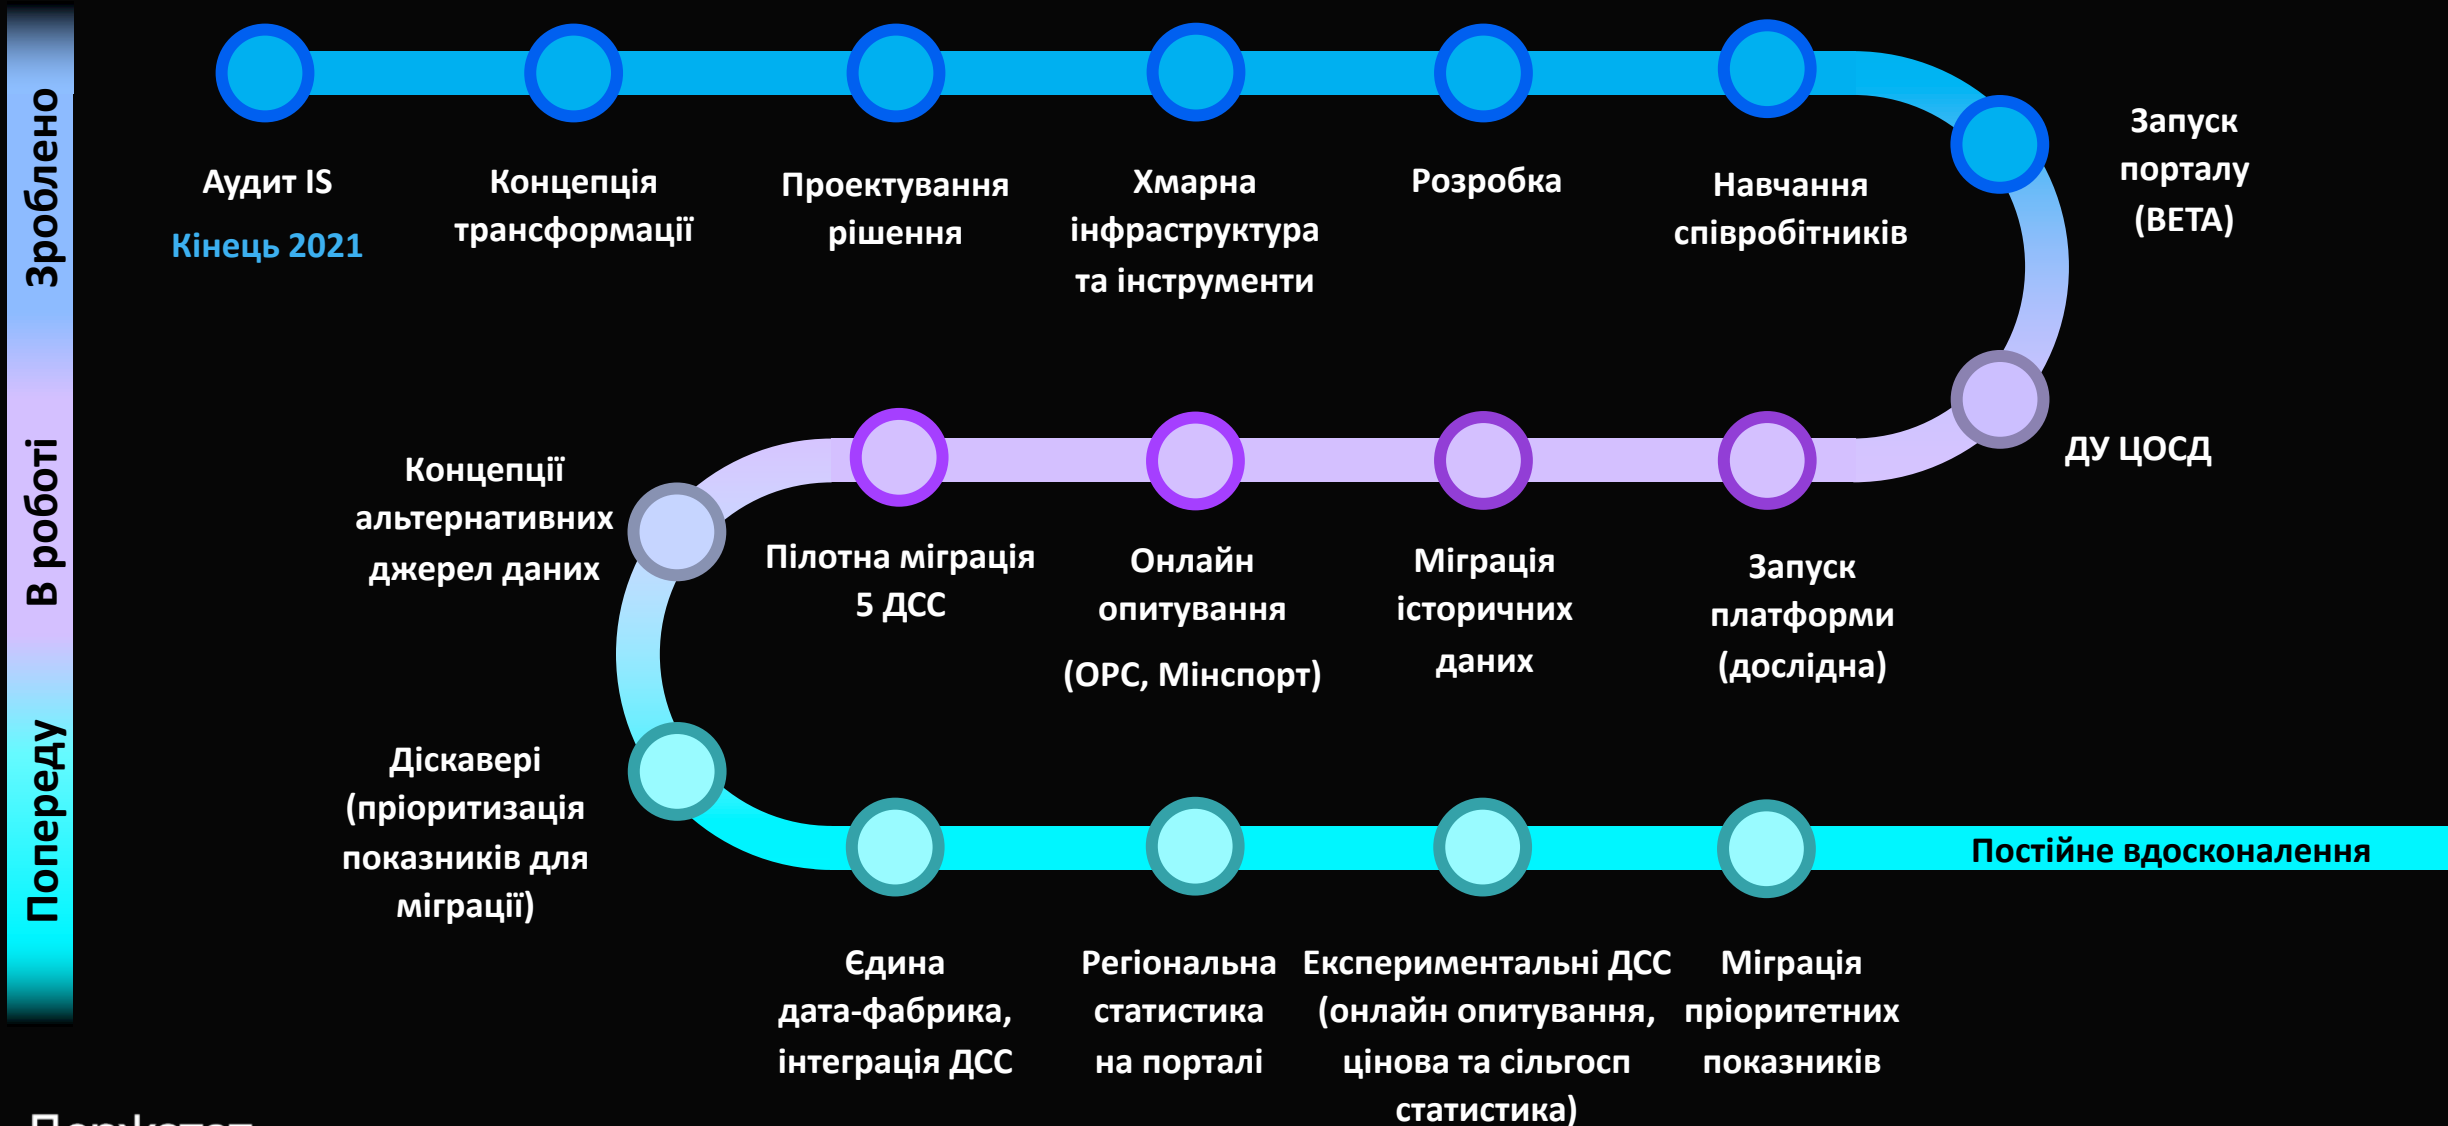 Зроблено
Аудит IS
Кінець 2021
Концепція
трансформації
Проектування
рішення
Хмарна
інфраструктура
та інструменти
Розробка
Навчання
співробітників
Запуск
порталу
(BETA)
В роботі
ДУ ЦОСД
Запуск
платформи
(дослідна)
Міграція
історичних
даних
Онлайн
опитування
(ОРС, Мінспорт)
Пілотна міграція
5 ДСС
Концепції
альтернативних
джерел даних
Попереду
Діскавері
(пріоритизація
показників для
міграції)
Єдина
дата-фабрика,
інтеграція ДСС
Регіональна
статистика
на порталі
Експериментальні ДСС
(онлайн опитування,
цінова та сільгосп
статистика)
Міграція
пріоритетних
показників
Постійне вдосконалення